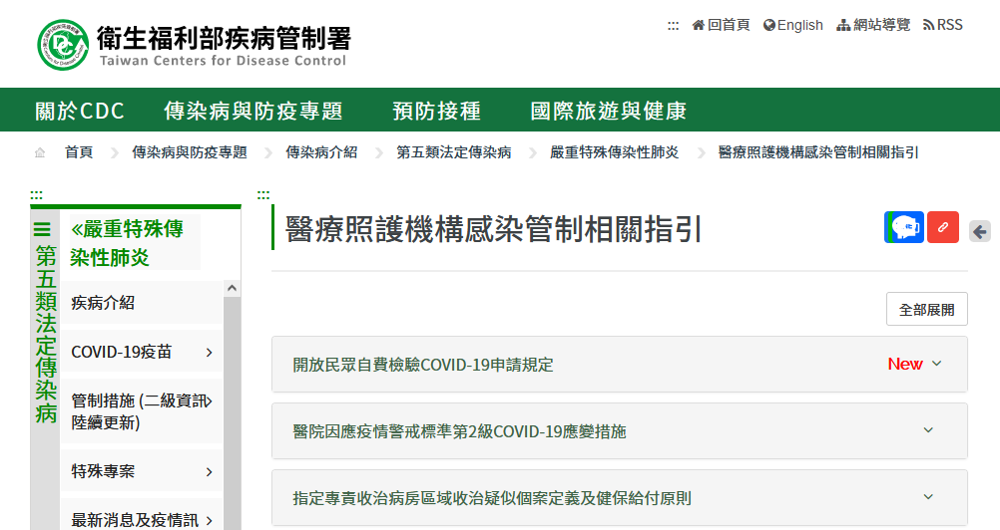 衛生福利部疾病管制署
Taiwan Centers for Disease Control
::: 回首頁 English 網站導覽 RSS
關於CDC 傳染病與防疫專題 預防接種 國際旅遊與健康
首頁 傳染病與防疫專題 傳染病介紹 第五類法定傳染病 嚴重特殊傳染性肺炎 醫療照護機構感染管制相關指引
:::
第五類法定傳染病
«嚴重特殊傳
染性肺炎
疾病介紹
COVID-19疫苗
管制措施 (二級資訊
陸續更新)
特殊專案
最新消息及疫情訊
:::
醫療照護機構感染管制相關指引
全部展開
開放民眾自費檢驗COVID-19申請規定 New
醫院因應疫情警戒標準第2級COVID-19應變措施
指定專責收治病房區域收治疑似個案定義及健保給付原則